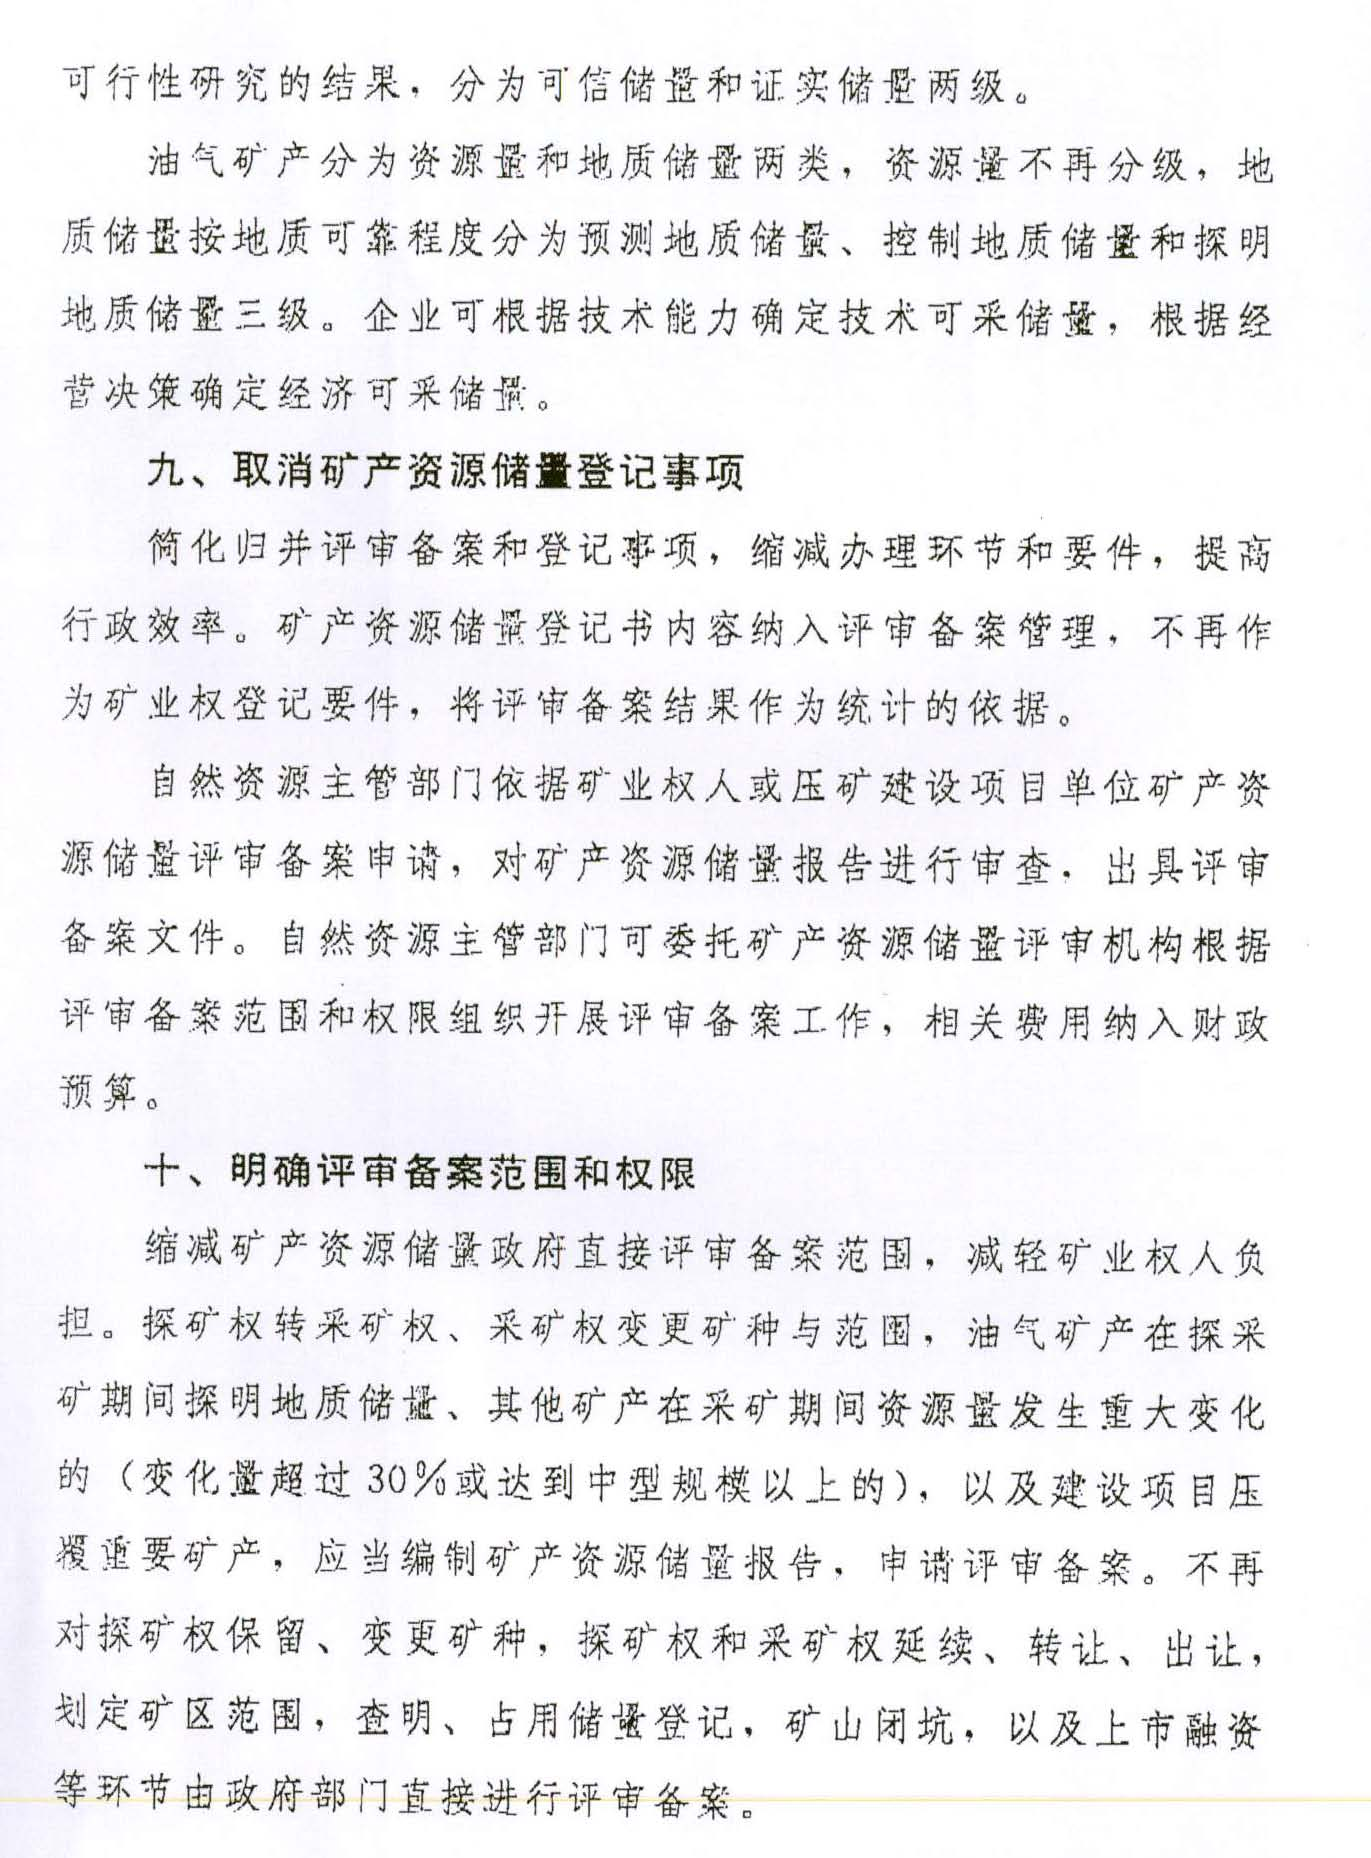 可行性研究的结果，分为可信储量和证实储量两级。
油气矿产分为资源量和地质储量两类，资源量不再分级，地
质储量按地质可靠程度分为预测地质储量、控制地质储量和探明
地质储量三级。企业可根据技术能力确定技术可采储量，根据经
营决策确定经济可采储量。
九、取消矿产资源储量登记事项
简化归并评审备案和登记事项，缩减办理环节和要件，提高
行政效率。矿产资源储量登记书内容纳入评审备案管理，不再作
为矿业权登记要件，将评审备案结果作为统计的依据。
自然资源主管部门依据矿业权人或压矿建设项目单位矿产资
源储量评审备案申请，对矿产资源储量报告进行审查，出具评审
备案文件。自然资源主管部门可委托矿产资源储量评审机构根据
评审备案范围和权限组织开展评审备案工作，相关费用纳入财政
预算。
十、明确评审备案范围和权限
缩减矿产资源储量政府直接评审备案范围，减轻矿业权人负
担。探矿权转采矿权、采矿权变更矿种与范围，油气矿产在探采
矿期间探明地质储量、其他矿产在采矿期间资源量发生重大变化
的（变化量超过30%或达到中型规模以上的），以及建设项目压
覆重要矿产，应当编制矿产资源储量报告，申请评审备案。不再
对探矿权保留、变更矿种，探矿权和采矿权延续、转让、出让，
划定矿区范围，查明、占用储量登记，矿山闭坑，以及上市融资
等环节由政府部门直接进行评审备案。